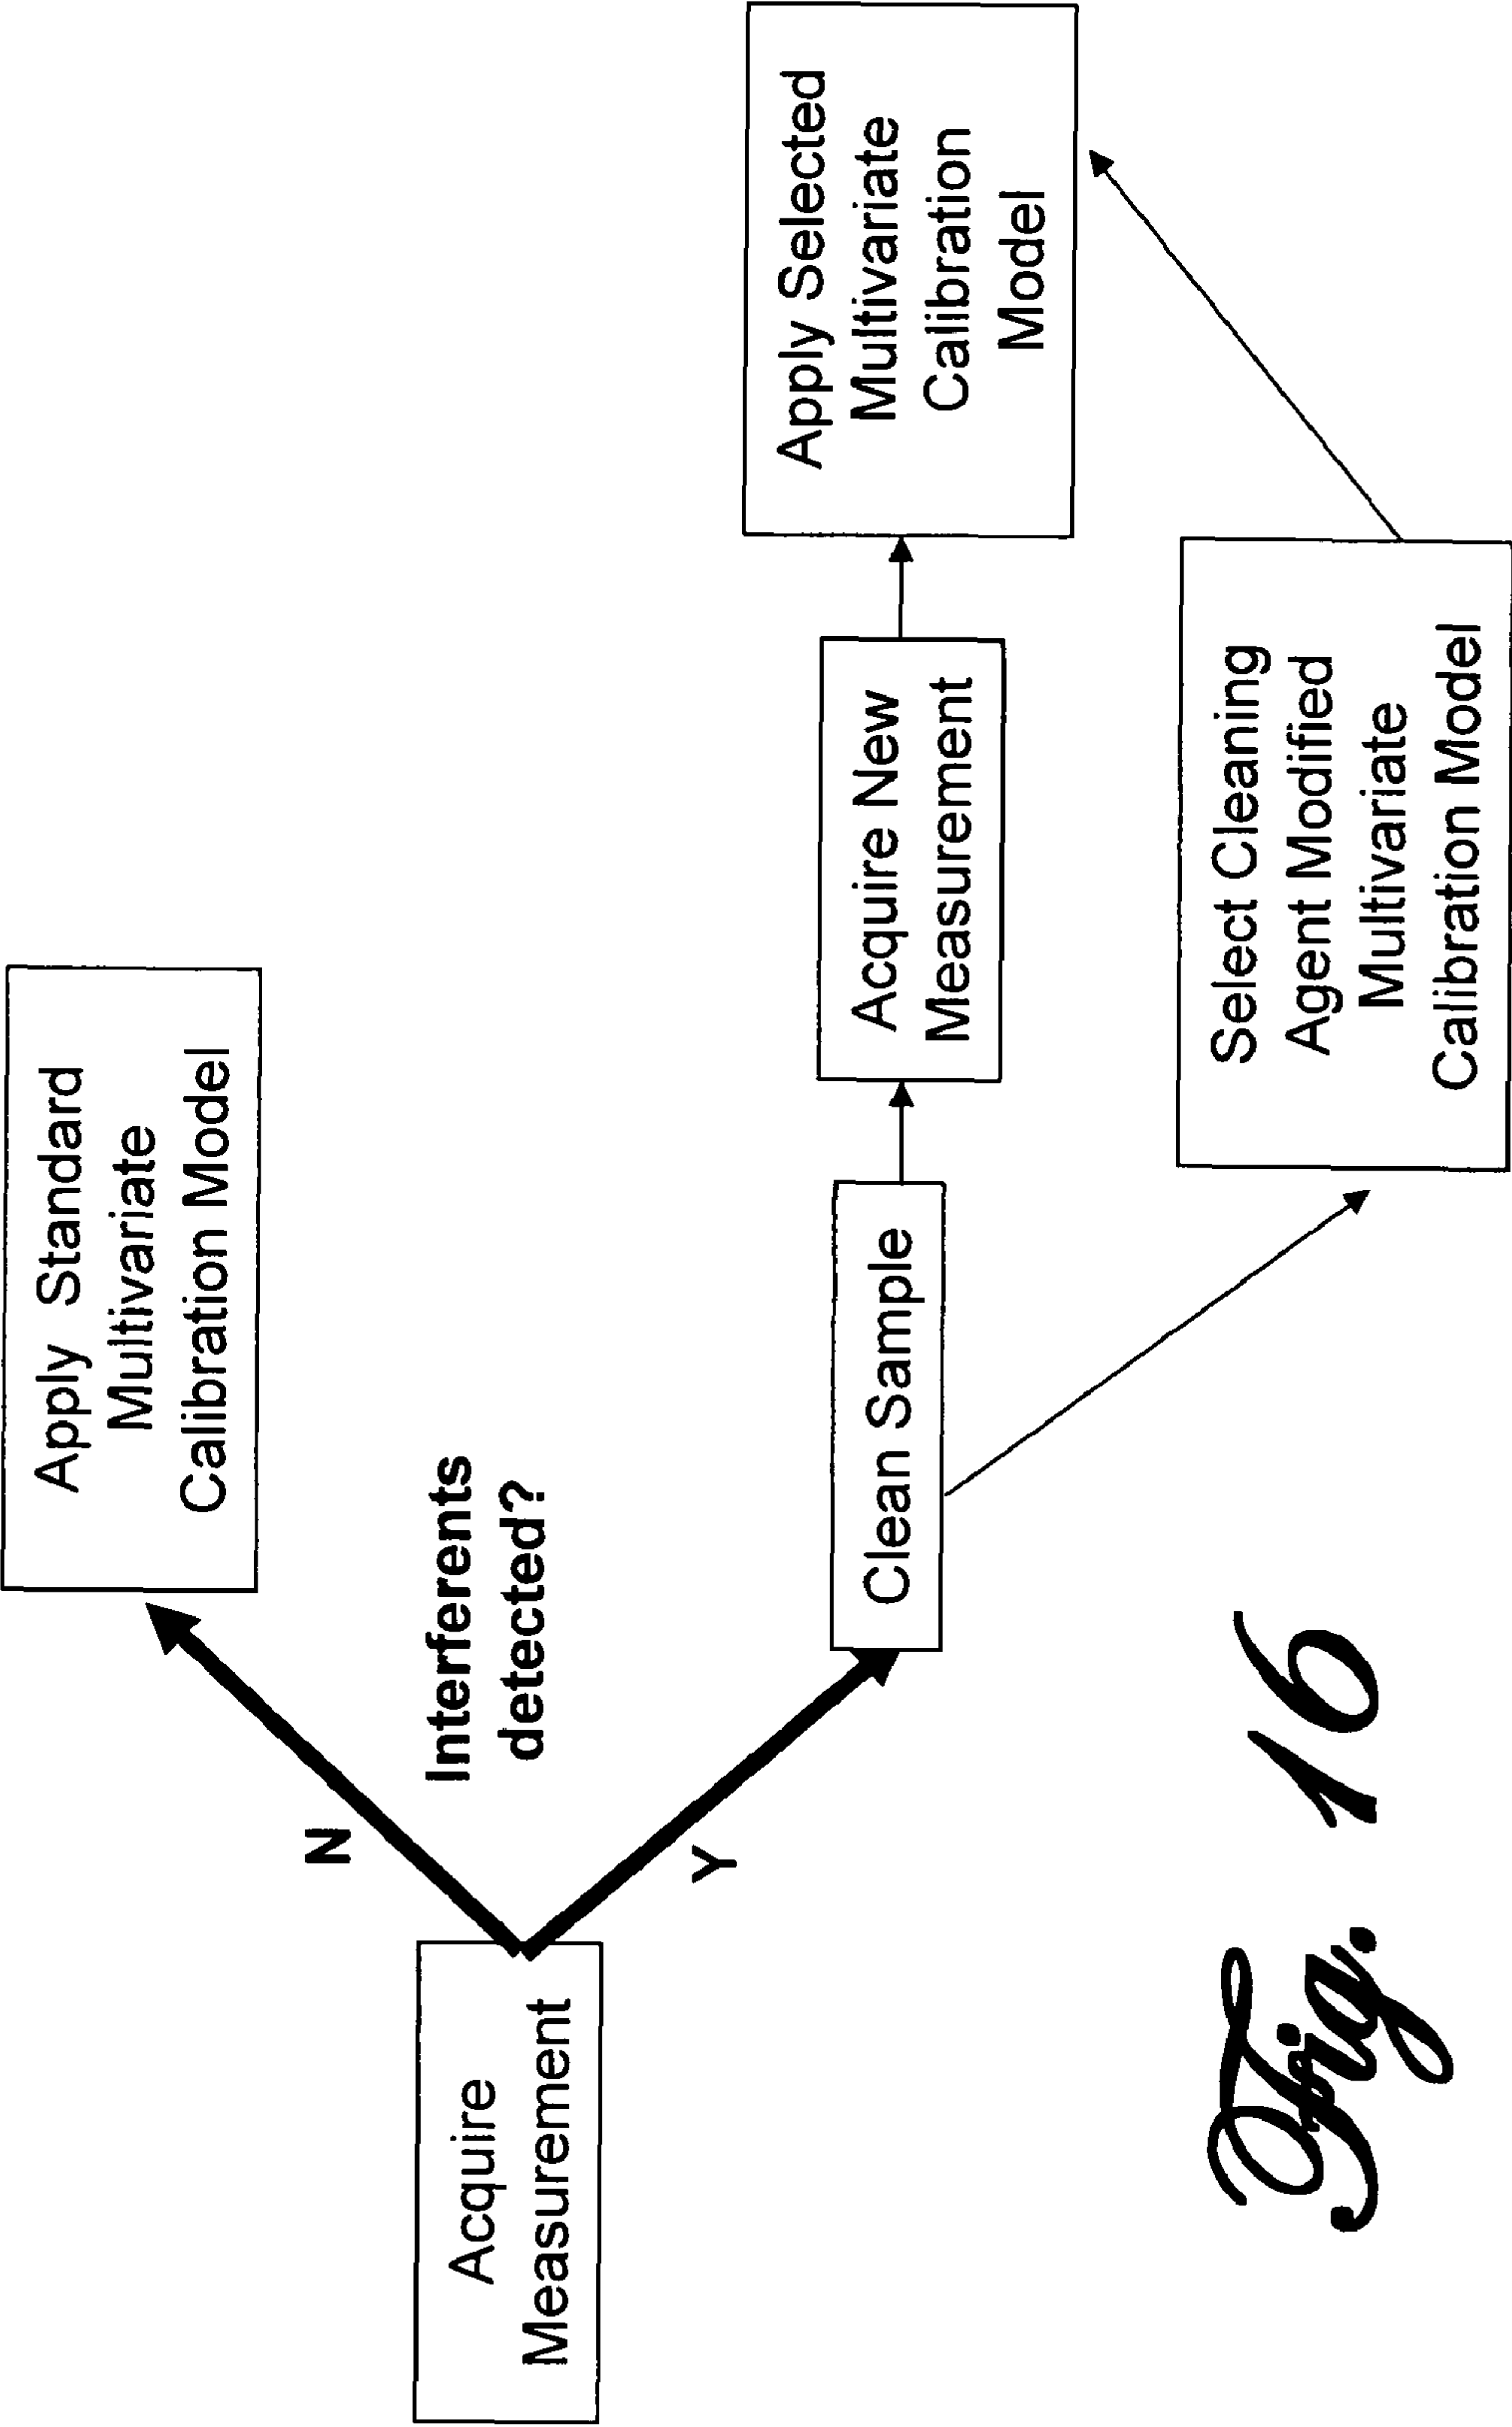 Acquire
Measurement
N
Y
Interferents
detected?
Apply Standard
Multivariate
Calibration Model
Clean Sample
Acquire New
Measurement
Apply Selected
Multivariate
Calibration
Model
Select Cleaning
Agent Modified
Multivariate
Calibration Model
Fig. 16